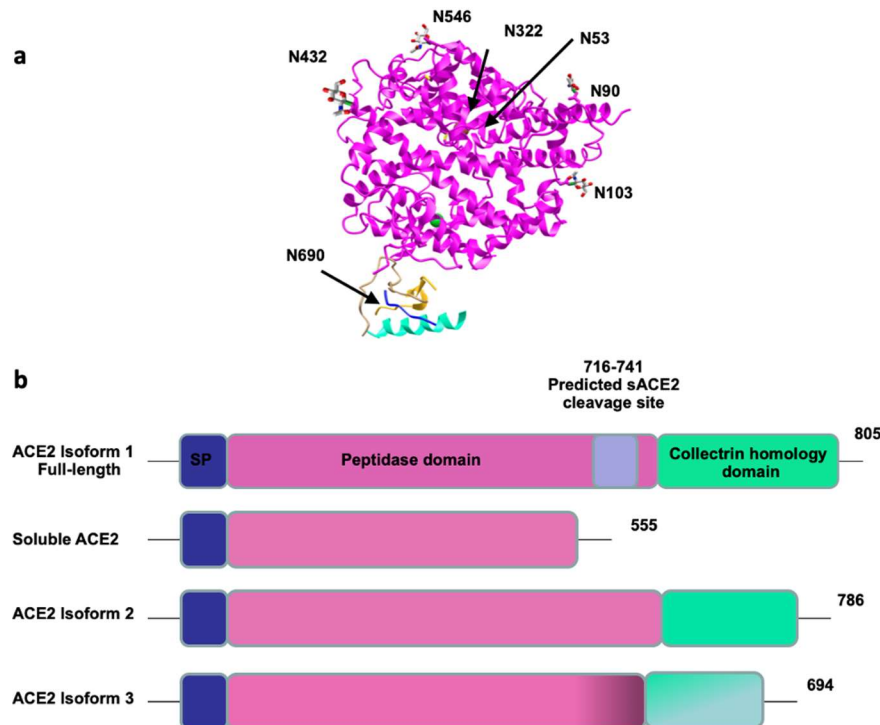 a
N546
N322
N53
N432
N90
N103
N690
b
716-741
Predicted sACE2
cleavage site
ACE2 Isoform 1
Full-length
SP
Peptidase domain
Collectrin homology
domain
805
Soluble ACE2
555
ACE2 Isoform 2
786
ACE2 Isoform 3
694